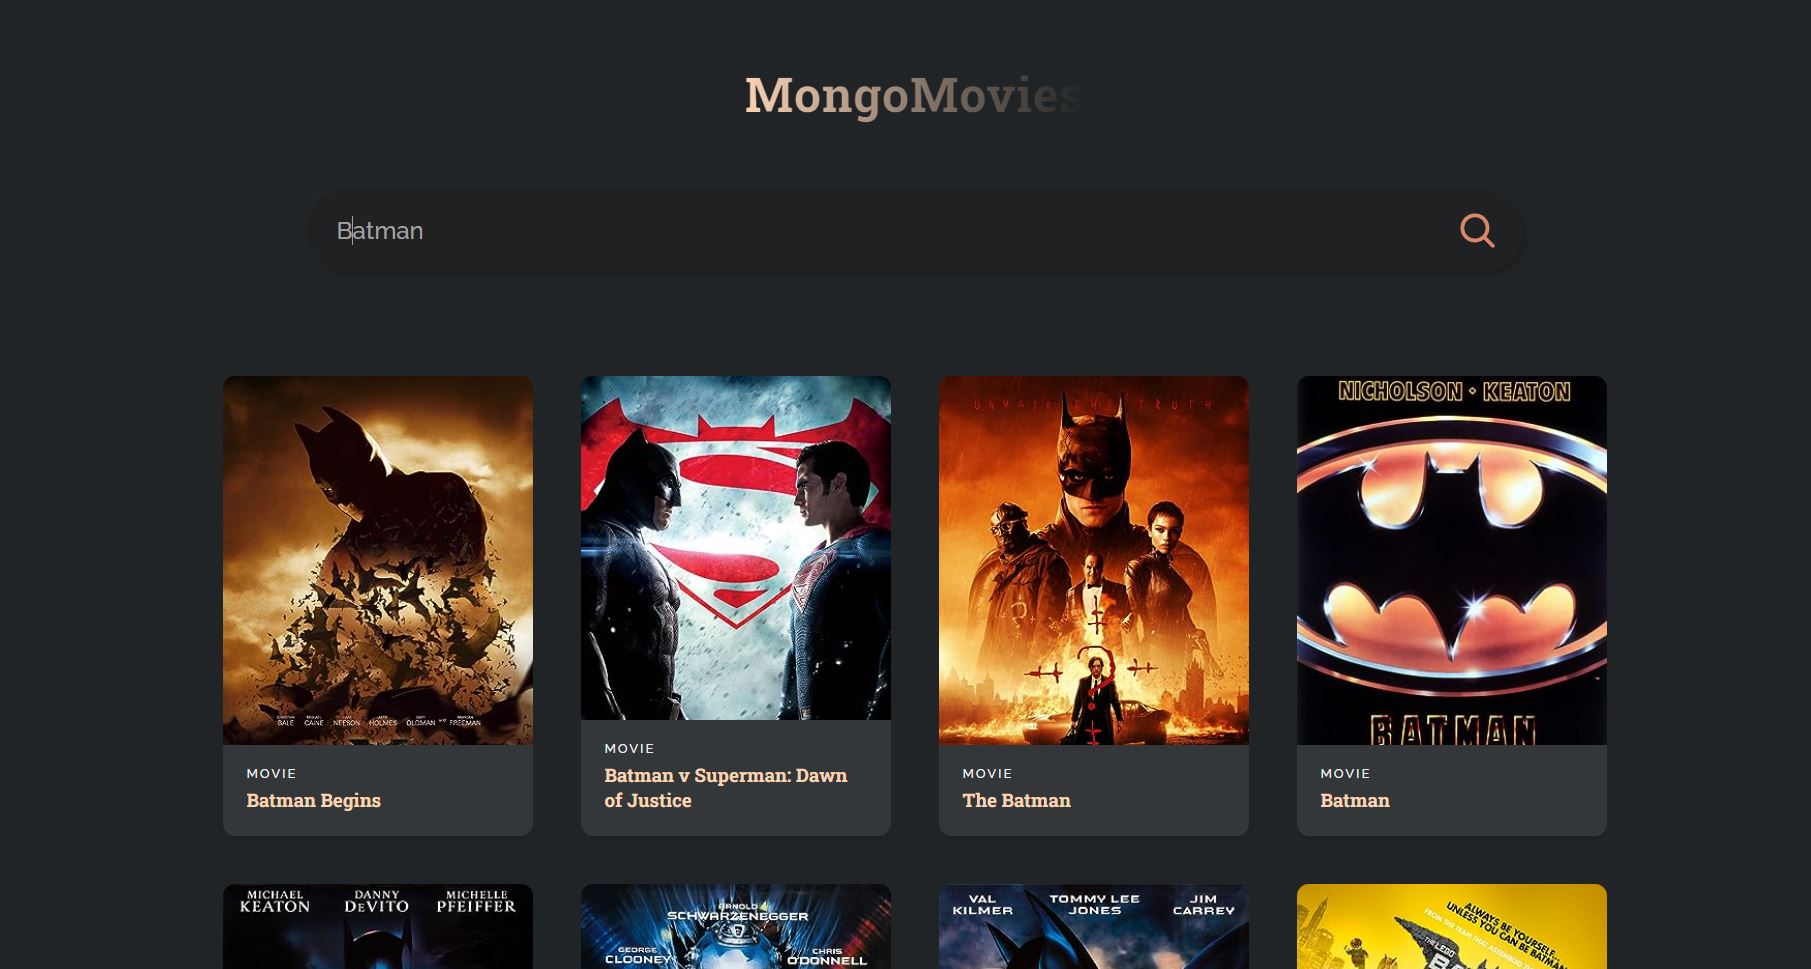 MongoMovies
Batman
UNMASK THE TRUTH
NICHOLSON • KEATON
CHRISTIAN BALE MICHAEL CAINE LIAM NEESON KATIE HOLMES GARY OLDMAN AND MORGAN FREEMAN
BATMAN
MOVIE
Batman Begins
MOVIE
Batman v Superman: Dawn
of Justice
MOVIE
The Batman
MOVIE
Batman
MICHAEL KEATON
DANNY DeVITO
MICHELLE PFEIFFER
ARNOLD SCHWARZENEGGER
GEORGE CLOONEY
CHRIS O'DONNELL
VAL KILMER
TOMMY LEE JONES
JIM CARREY
ALWAYS BE YOURSELF...
UNLESS YOU CAN BE BATMAN
FROM THE TEAM THAT ASSEMBLED
THE LEGO